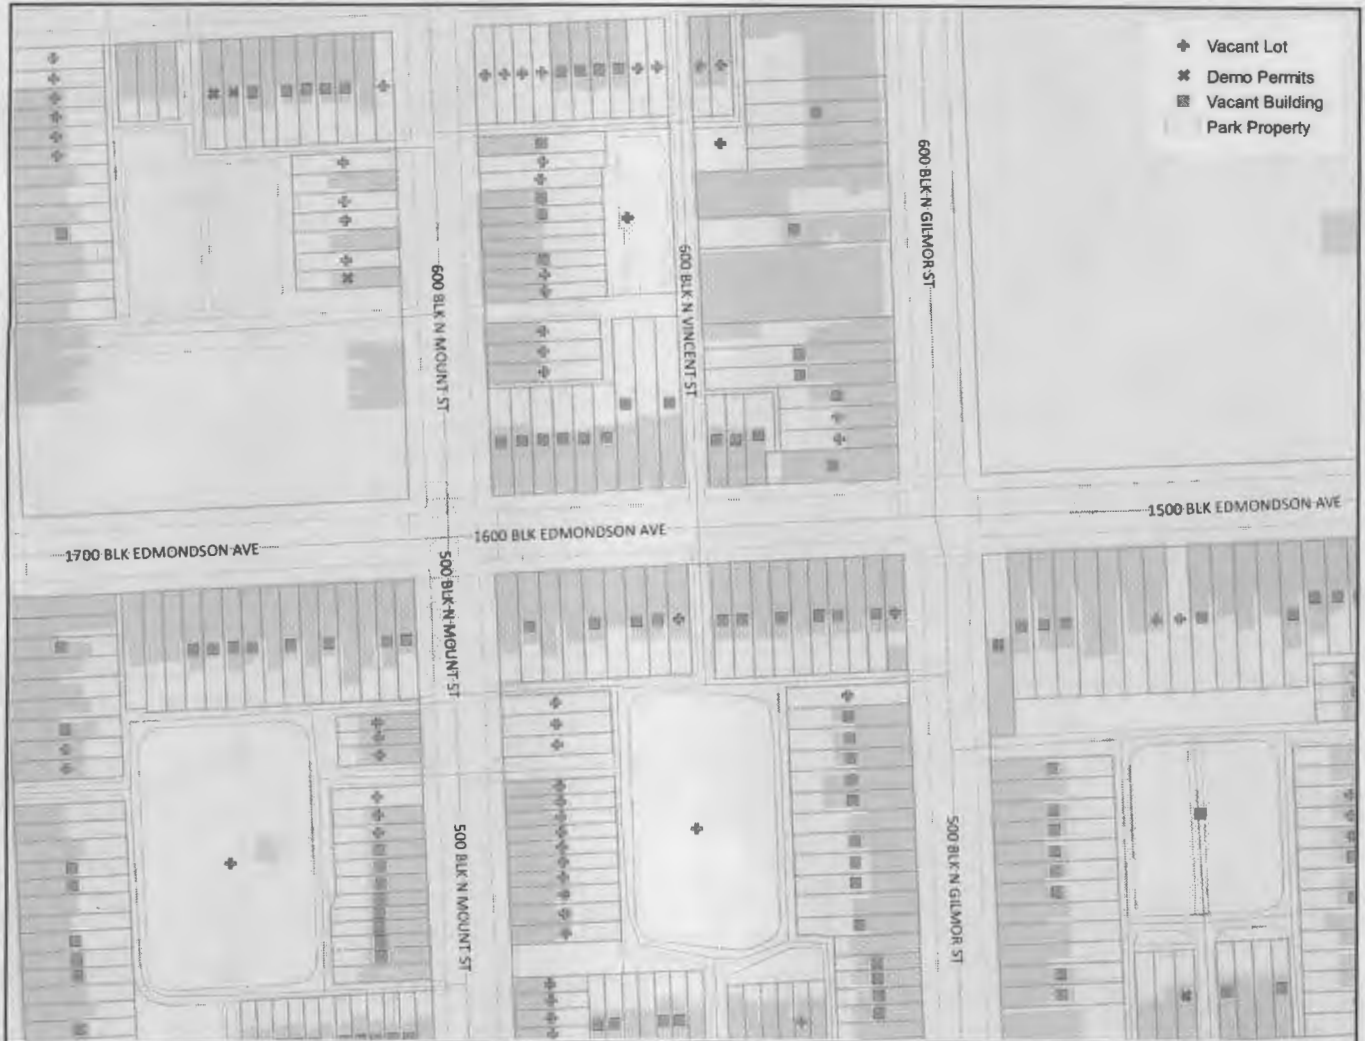 Vacant Lot
Demo Permits
Vacant Building
Park Property
600 BLK N GILMOR ST
600 BLK N VINCENT ST
600 BLK N MOUNT ST
1500 BLK EDMONDSON AVE
1600 BLK EDMONDSON AVE
1700 BLK EDMONDSON AVE
500 BLK N MOUNT ST
500 BLK N MOUNT ST
500 BLK N GILMOR ST